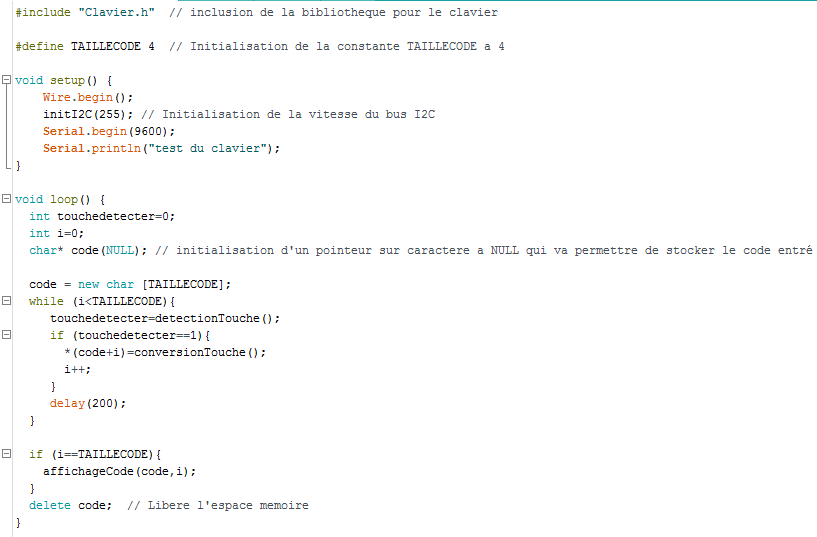 #include "Clavier.h"  // inclusion de la bibliotheque pour le clavier
#define TAILLECODE 4  // Initialisation de la constante TAILLECODE a 4
void setup() {
Wire.begin();
initI2C(255); // Initialisation de la vitesse du bus I2C
Serial.begin(9600);
Serial.println("test du clavier");
}
void loop() {
int touchedetecter=0;
int i=0;
char* code(NULL); // initialisation d'un pointeur sur caractere a NULL qui va permettre de stocker le code entré
code = new char [TAILLECODE];
while (i<TAILLECODE){
touchedetecter=detectionTouche();
if (touchedetecter==1){
*(code+i)=conversionTouche();
i++;
}
delay(200);
}
if (i==TAILLECODE){
affichageCode(code,i);
}
delete code;  // Libere l'espace memoire
}